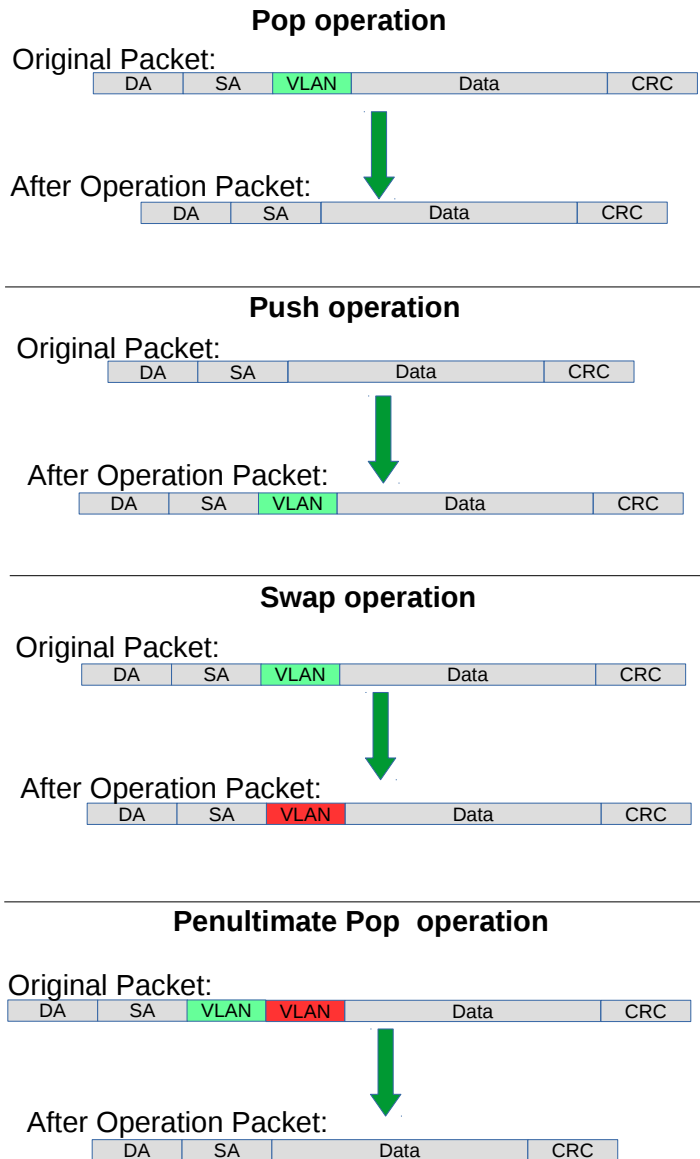 Pop operation
Original Packet:
DA SA VLAN Data CRC
After Operation Packet:
DA SA Data CRC
Push operation
Original Packet:
DA SA Data CRC
After Operation Packet:
DA SA VLAN Data CRC
Swap operation
Original Packet:
DA SA VLAN Data CRC
After Operation Packet:
DA SA VLAN Data CRC
Penultimate Pop operation
Original Packet:
DA SA VLAN VLAN Data CRC
After Operation Packet:
DA SA Data CRC